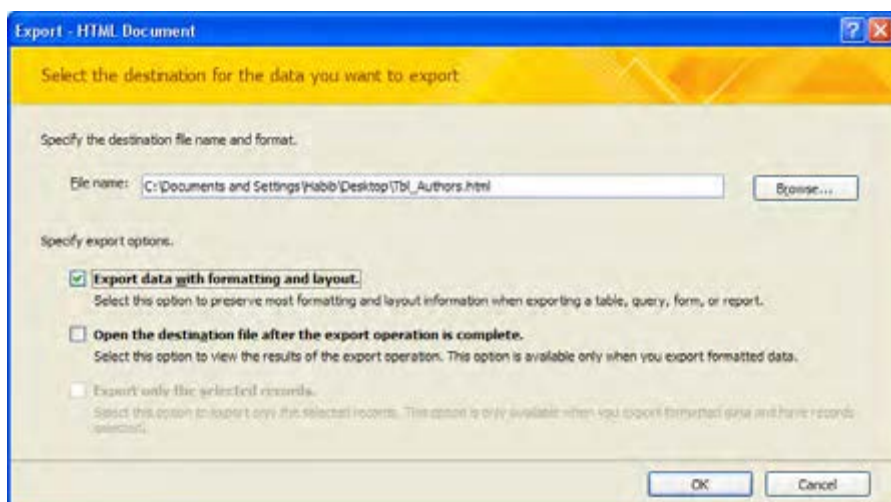 Export - HTML Document
Select the destination for the data you want to export
Specify the destination file name and format.
File name: C:\Documents and Settings\Habib\Desktop\Tbl_Authors.html Browse...
Specify export options.
Export data with formatting and layout.
Select this option to preserve most formatting and layout information when exporting a table, query, form, or report.
Open the destination file after the export operation is complete.
Select this option to view the results of the export operation. This option is available only when you export formatted data.
Export only the selected records.
Select this option to export only the selected records. This option is only available when you export formatted data and have records
selected.
OK Cancel